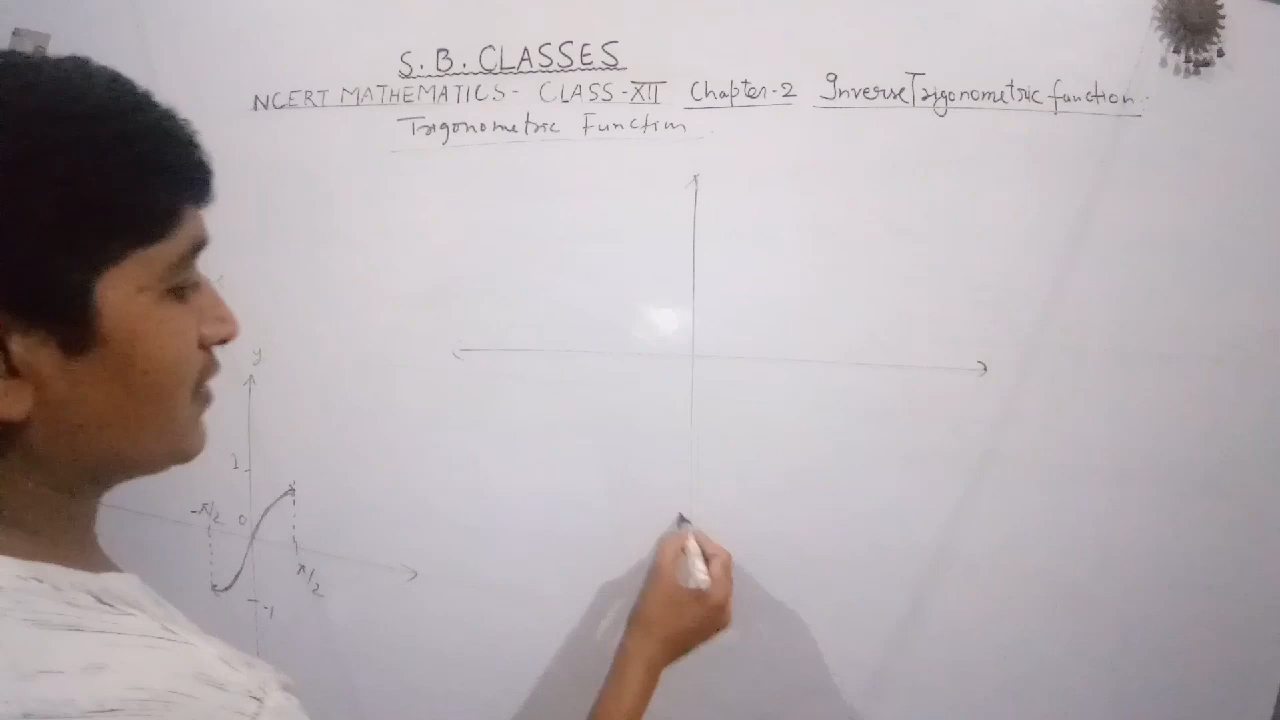 S. B. CLASSES
NCERT MATHEMATICS - CLASS-XII Chapter-2 Inverse Trigonometric function.
Trigonometric Function
y
1
-π/2 0
π/2
-1